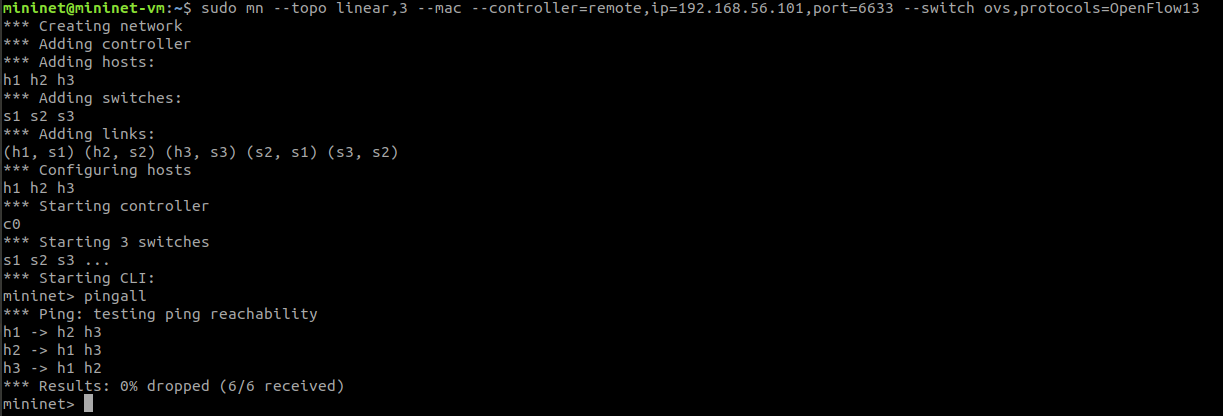 mininet@mininet-vm:~$ sudo mn --topo linear,3 --mac --controller=remote,ip=192.168.56.101,port=6633 --switch ovs,protocols=OpenFlow13
*** Creating network
*** Adding controller
*** Adding hosts:
h1 h2 h3
*** Adding switches:
s1 s2 s3
*** Adding links:
(h1, s1) (h2, s2) (h3, s3) (s2, s1) (s3, s2)
*** Configuring hosts
h1 h2 h3
*** Starting controller
c0
*** Starting 3 switches
s1 s2 s3 ...
*** Starting CLI:
mininet> pingall
*** Ping: testing ping reachability
h1 -> h2 h3
h2 -> h1 h3
h3 -> h1 h2
*** Results: 0% dropped (6/6 received)
mininet>